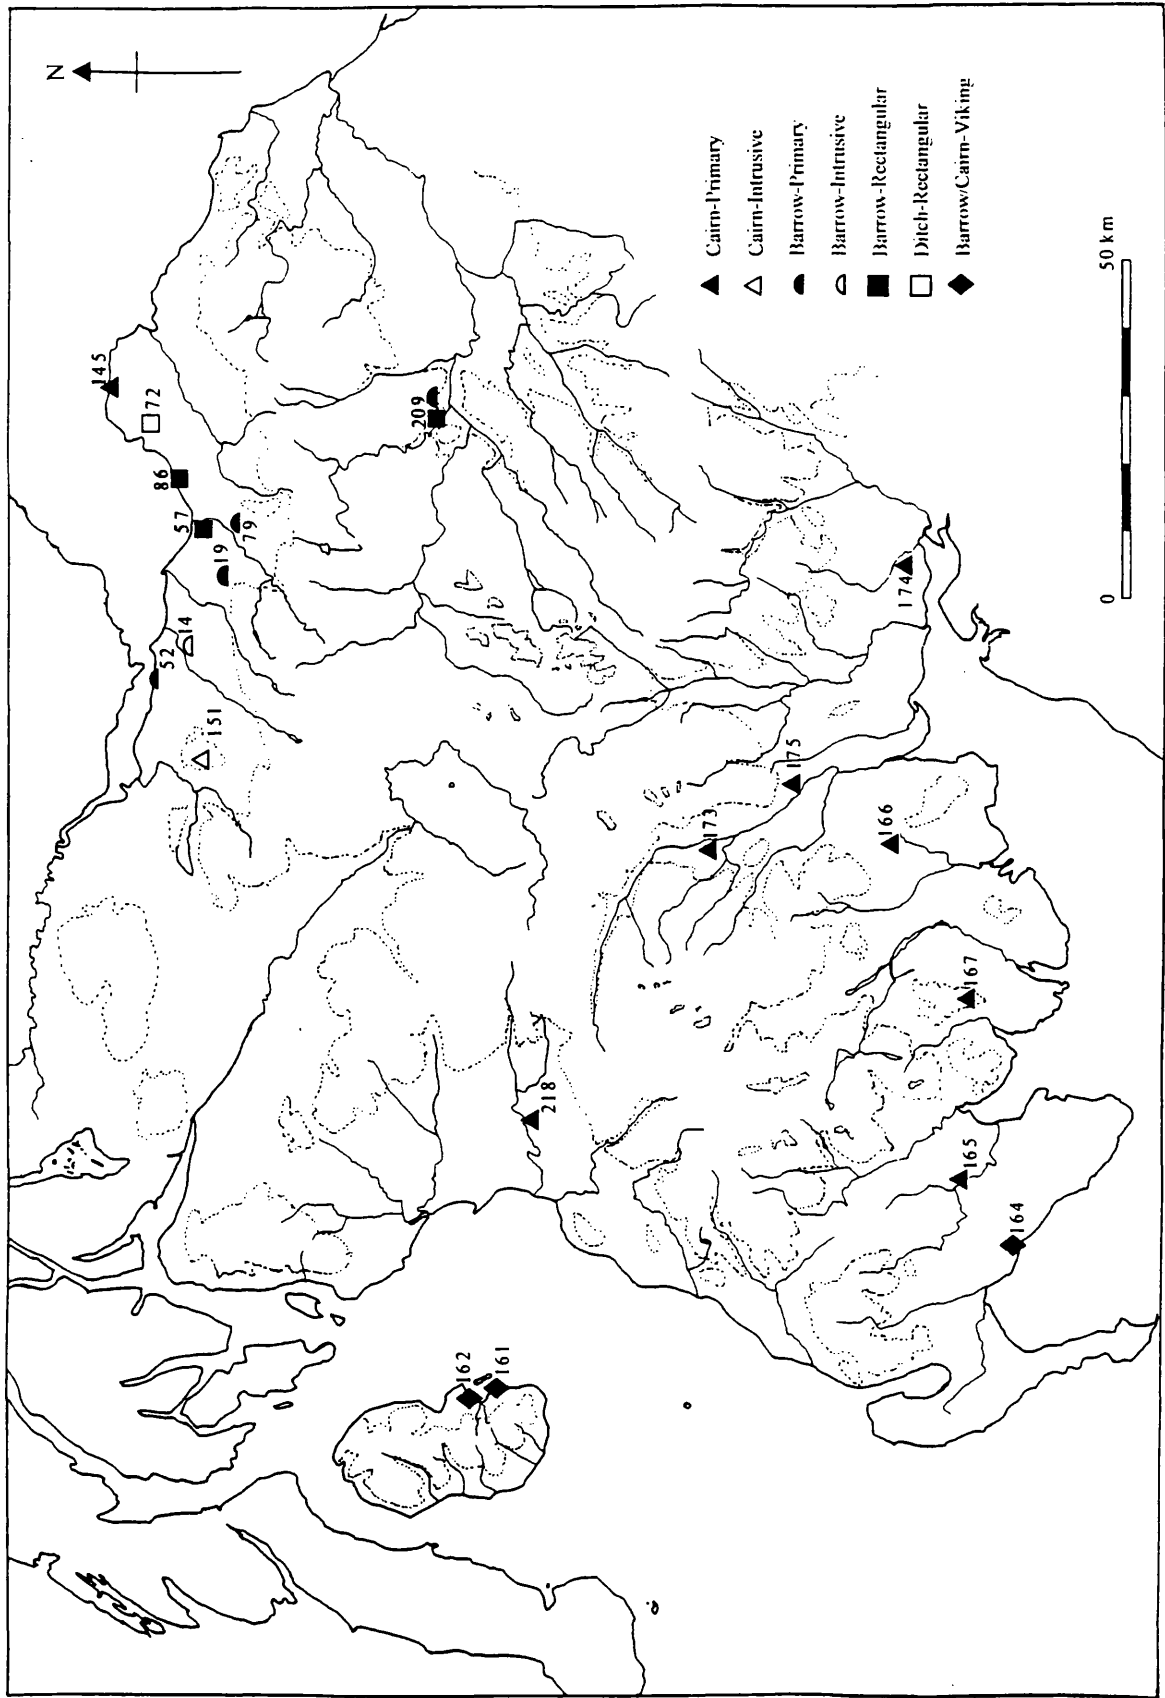 N
145
72
86
57
79
19
14
52
151
209
218
173
175
174
166
167
165
164
162
161
Cairn-Primary
Cairn-Intrusive
Barrow-Primary
Barrow-Intrusive
Barrow-Rectangular
Ditch-Rectangular
Barrow/Cairn-Viking
0
50 km